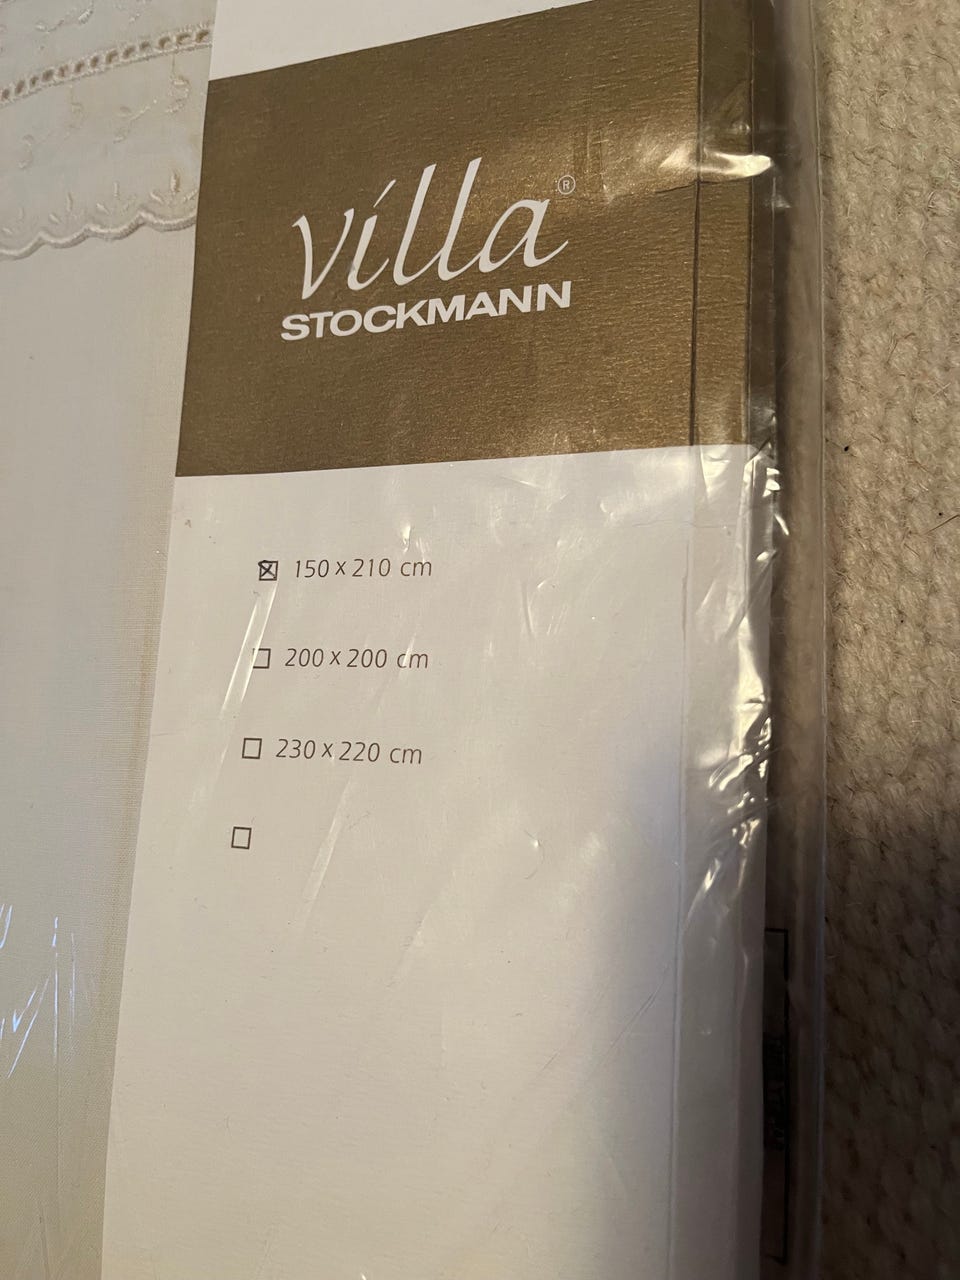 villa®
STOCKMANN
☒ 150 x 210 cm
☐ 200 x 200 cm
☐ 230 x 220 cm
☐